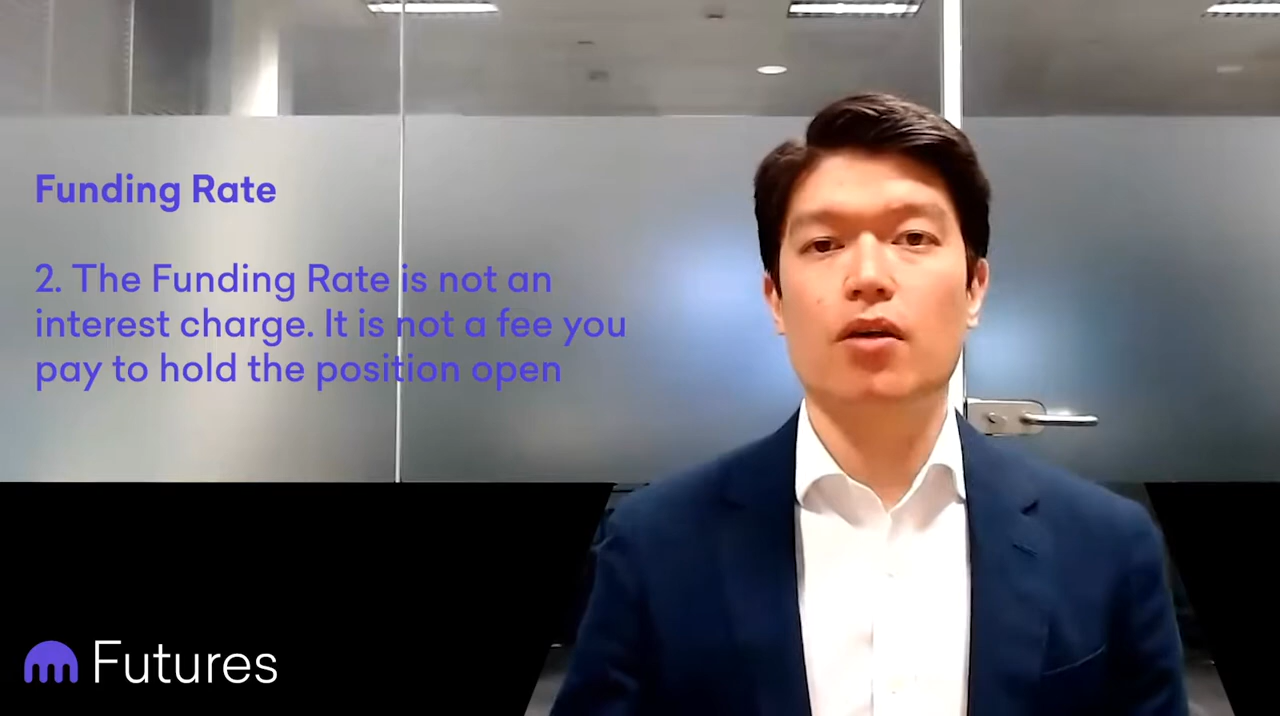 Funding Rate
2. The Funding Rate is not an
interest charge. It is not a fee you
pay to hold the position open
Futures